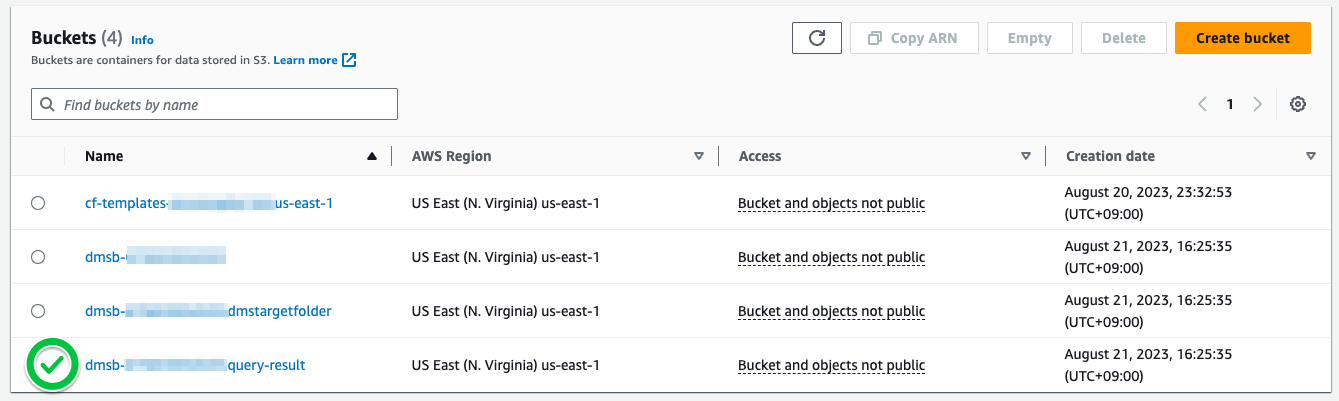 Buckets (4) Info
Buckets are containers for data stored in S3. Learn more
Copy ARN
Empty
Delete
Create bucket
Find buckets by name
1
Name
AWS Region
Access
Creation date
cf-templates- us-east-1
US East (N. Virginia) us-east-1
Bucket and objects not public
August 20, 2023, 23:32:53
(UTC+09:00)
dmsb-
US East (N. Virginia) us-east-1
Bucket and objects not public
August 21, 2023, 16:25:35
(UTC+09:00)
dmsb- dmstargetfolder
US East (N. Virginia) us-east-1
Bucket and objects not public
August 21, 2023, 16:25:35
(UTC+09:00)
dmsb- query-result
US East (N. Virginia) us-east-1
Bucket and objects not public
August 21, 2023, 16:25:35
(UTC+09:00)